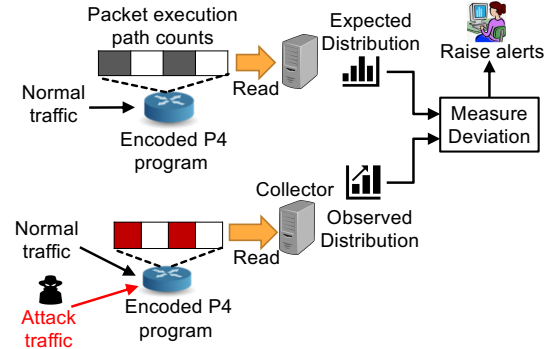 Packet execution
path counts
Normal
traffic
Encoded P4
program
Read
Expected
Distribution
Raise alerts
Measure
Deviation
Collector
Observed
Distribution
Read
Normal
traffic
Attack
traffic
Encoded P4
program